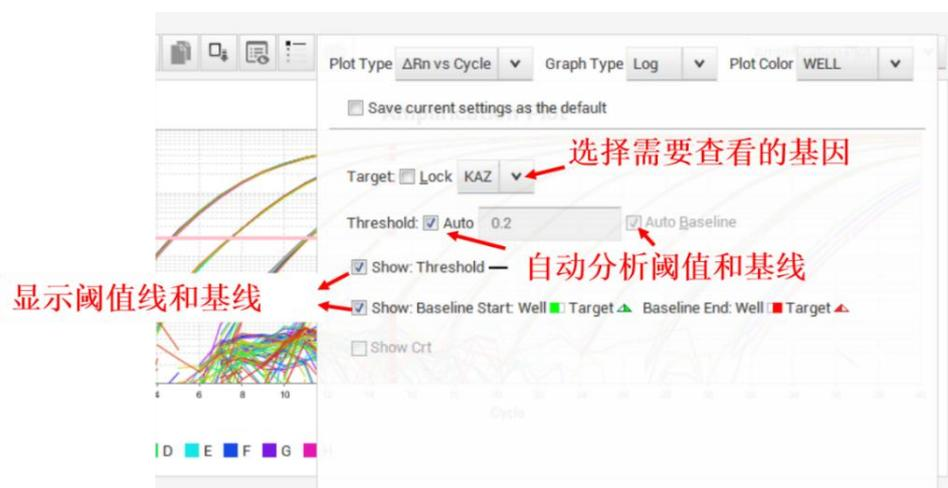 Plot Type ΔRn vs Cycle Graph Type Log Plot Color WELL
Save current settings as the default
选择需要查看的基因
Target: Lock KAZ
Threshold: Auto 0.2 Auto Baseline
Show: Threshold
自动分析阈值和基线
显示阈值线和基线
Show: Baseline Start: Well Target Baseline End: Well Target
Show Crt
4 6 8 10
Cycle
D E F G H